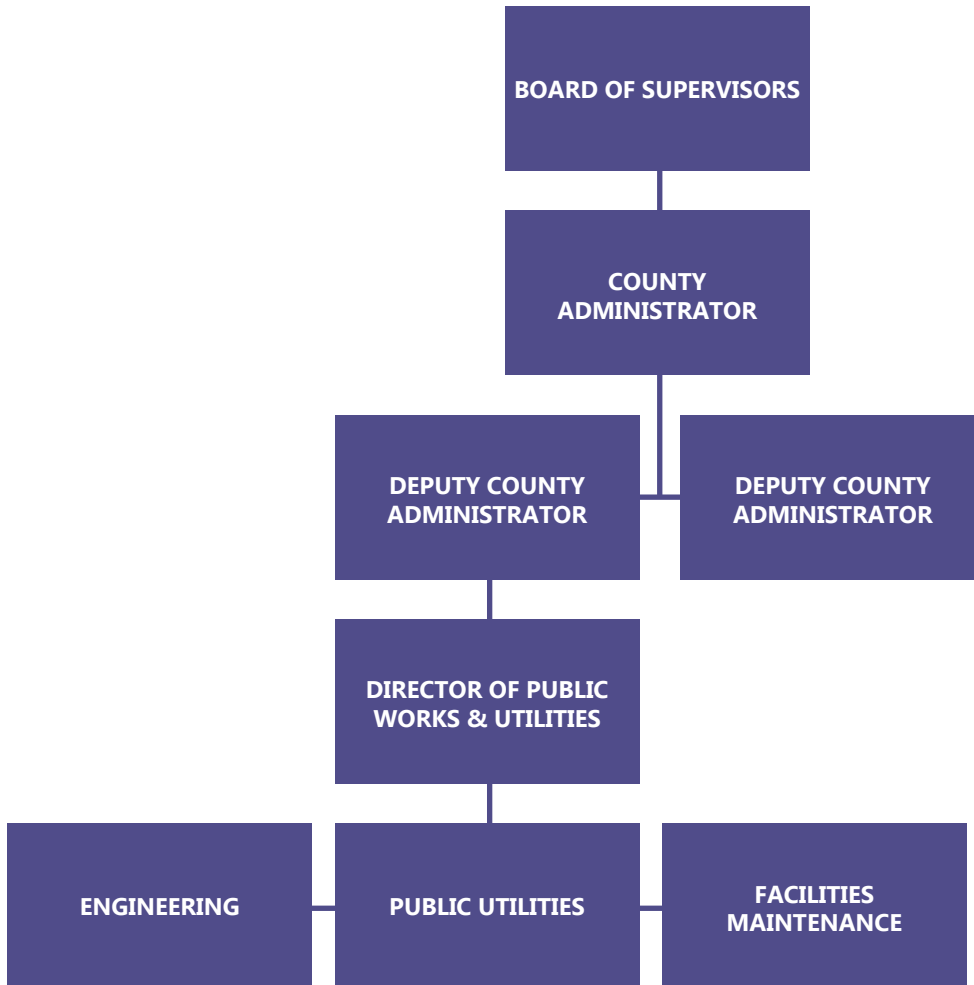 BOARD OF SUPERVISORS
COUNTY
ADMINISTRATOR
DEPUTY COUNTY
ADMINISTRATOR
DEPUTY COUNTY
ADMINISTRATOR
DIRECTOR OF PUBLIC
WORKS & UTILITIES
ENGINEERING
PUBLIC UTILITIES
FACILITIES
MAINTENANCE